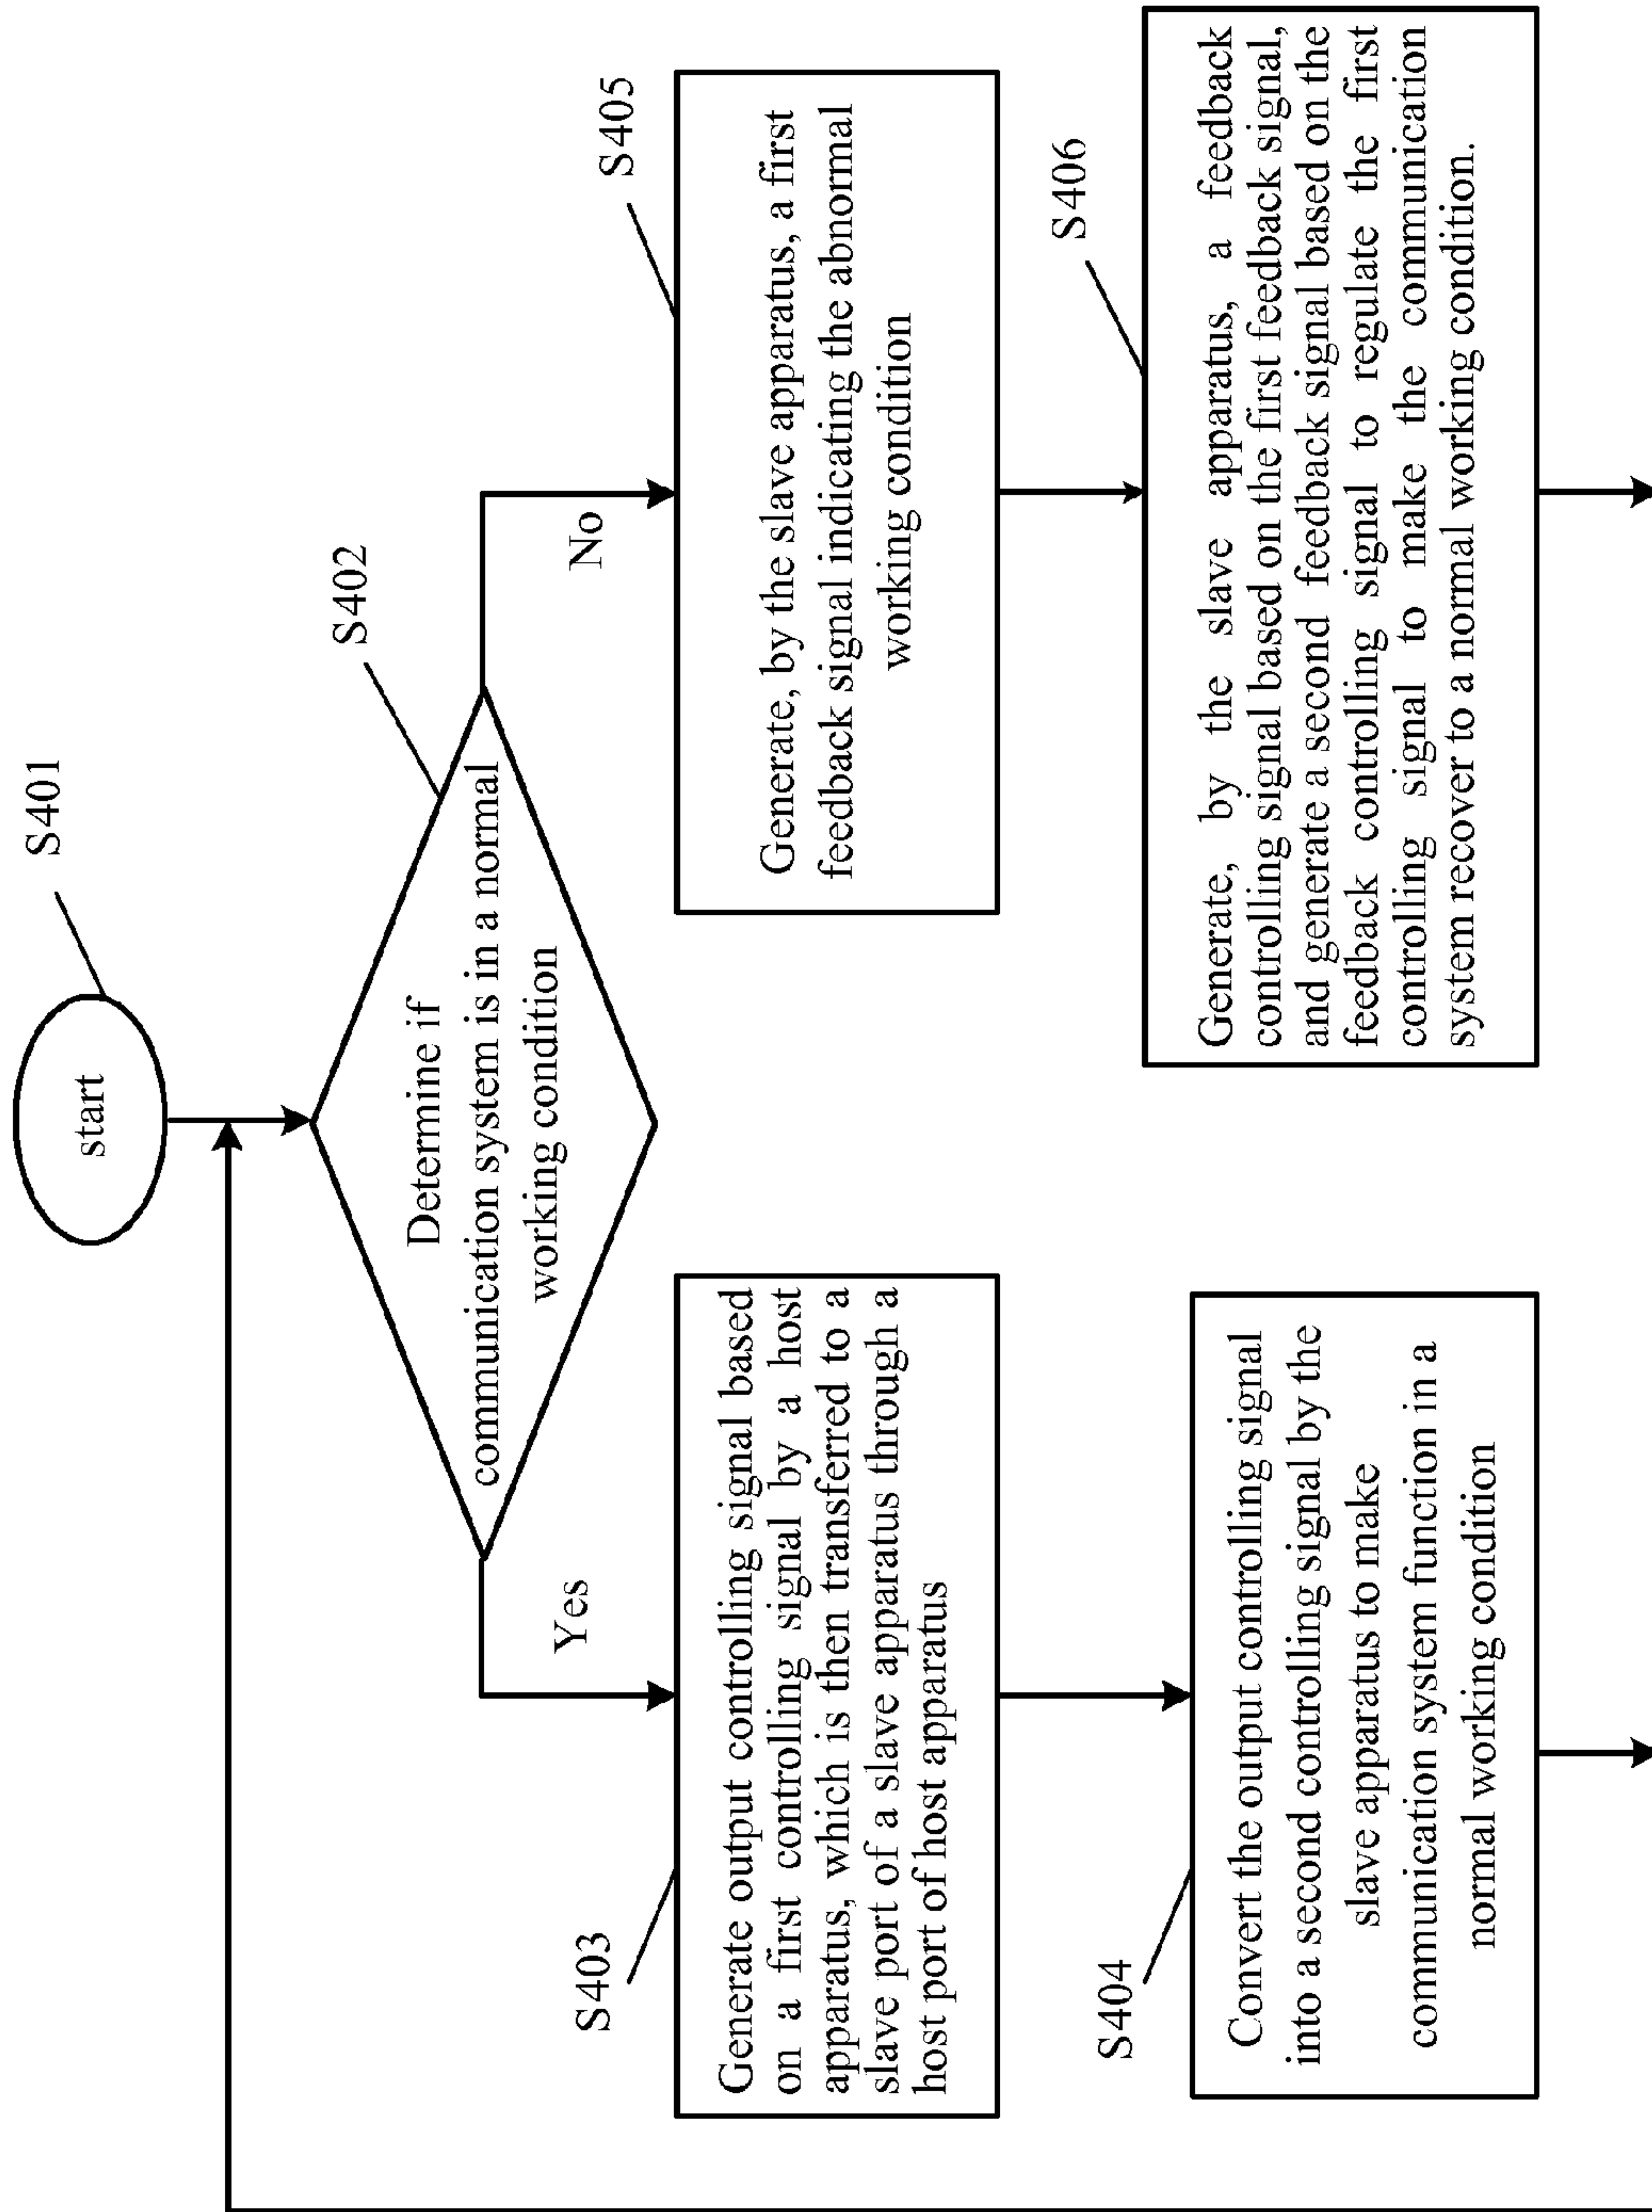 S401
start
S402
Determine if
communication system is in a normal
working condition
Yes
No
S403
Generate output controlling signal based
on a first controlling signal by a host
apparatus, which is then transferred to a
slave port of a slave apparatus through a
host port of host apparatus
S405
Generate, by the slave apparatus, a first
feedback signal indicating the abnormal
working condition
S404
Convert the output controlling signal
into a second controlling signal by the
slave apparatus to make
communication system function in a
normal working condition
S406
Generate, by the slave apparatus, a feedback
controlling signal based on the first feedback signal,
and generate a second feedback signal based on the
feedback controlling signal to regulate the first
controlling signal to make the communication
system recover to a normal working condition.